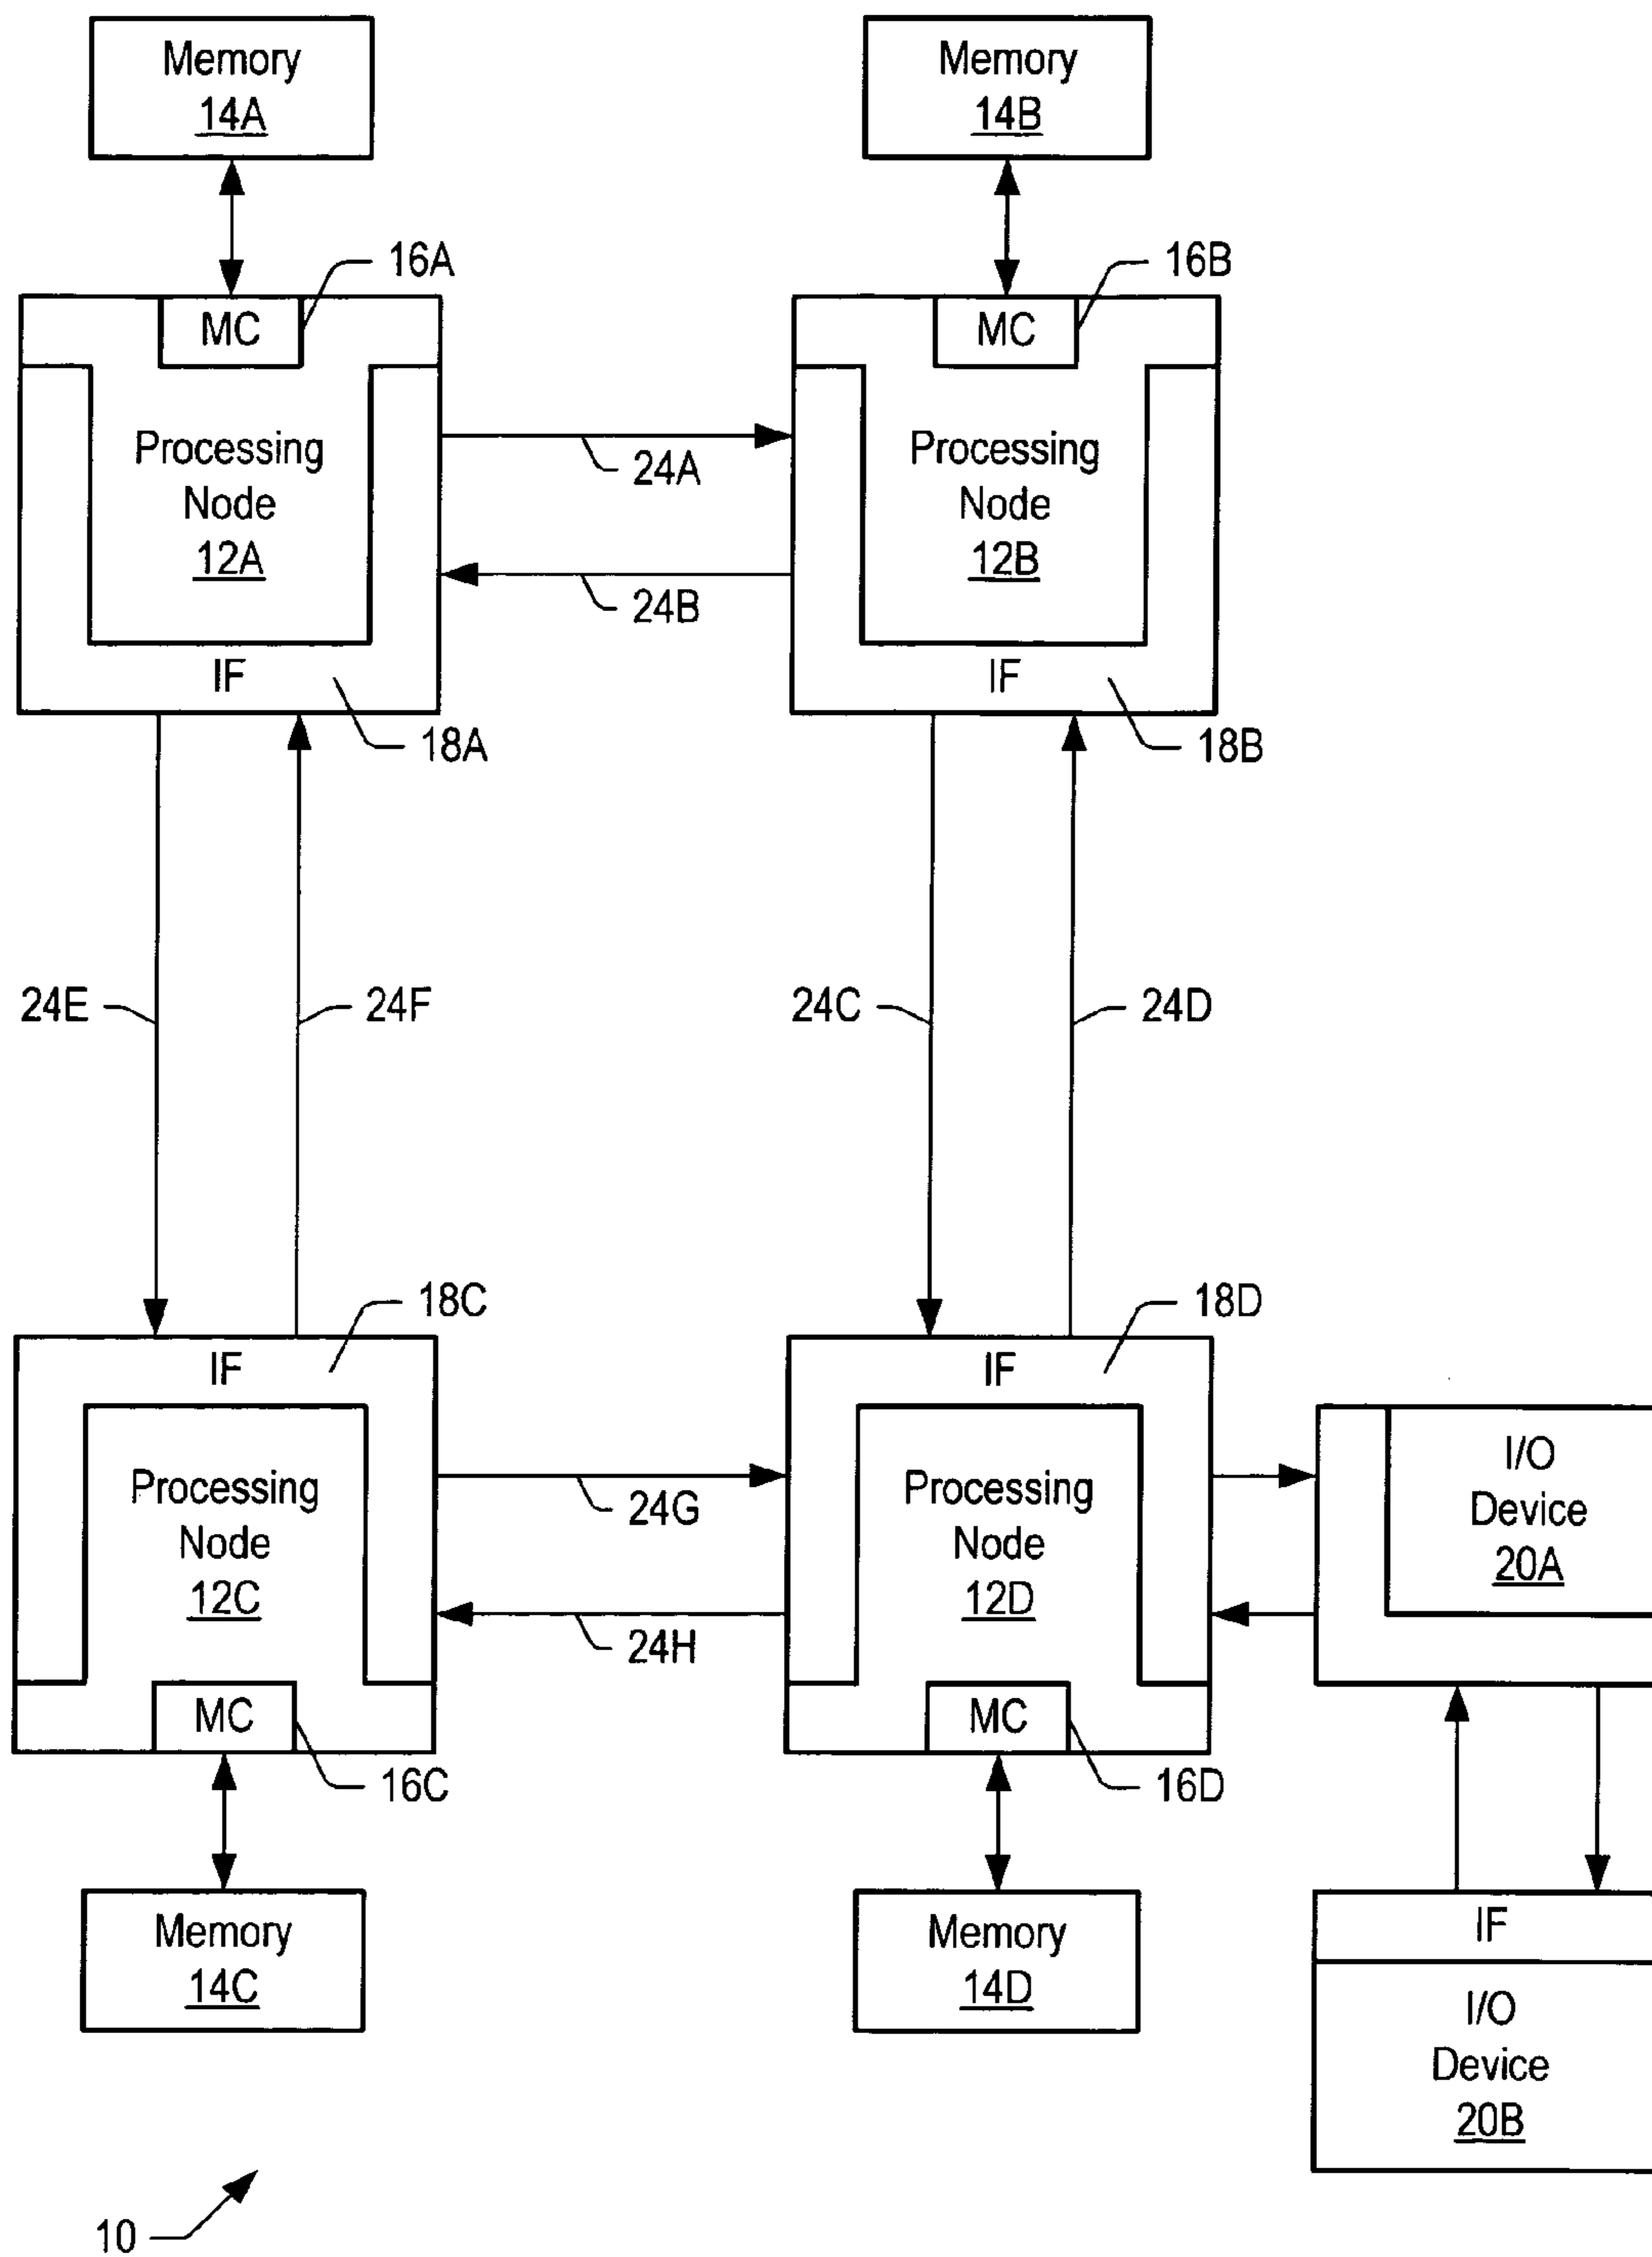 Memory
14A
Memory
14B
16A
16B
MC
MC
Processing
Node
12A
24A
24B
Processing
Node
12B
IF
IF
18A
18B
24E
24F
24C
24D
18C
18D
IF
IF
Processing
Node
12C
24G
24H
Processing
Node
12D
I/O
Device
20A
MC
MC
16C
16D
Memory
14C
Memory
14D
IF
I/O
Device
20B
10